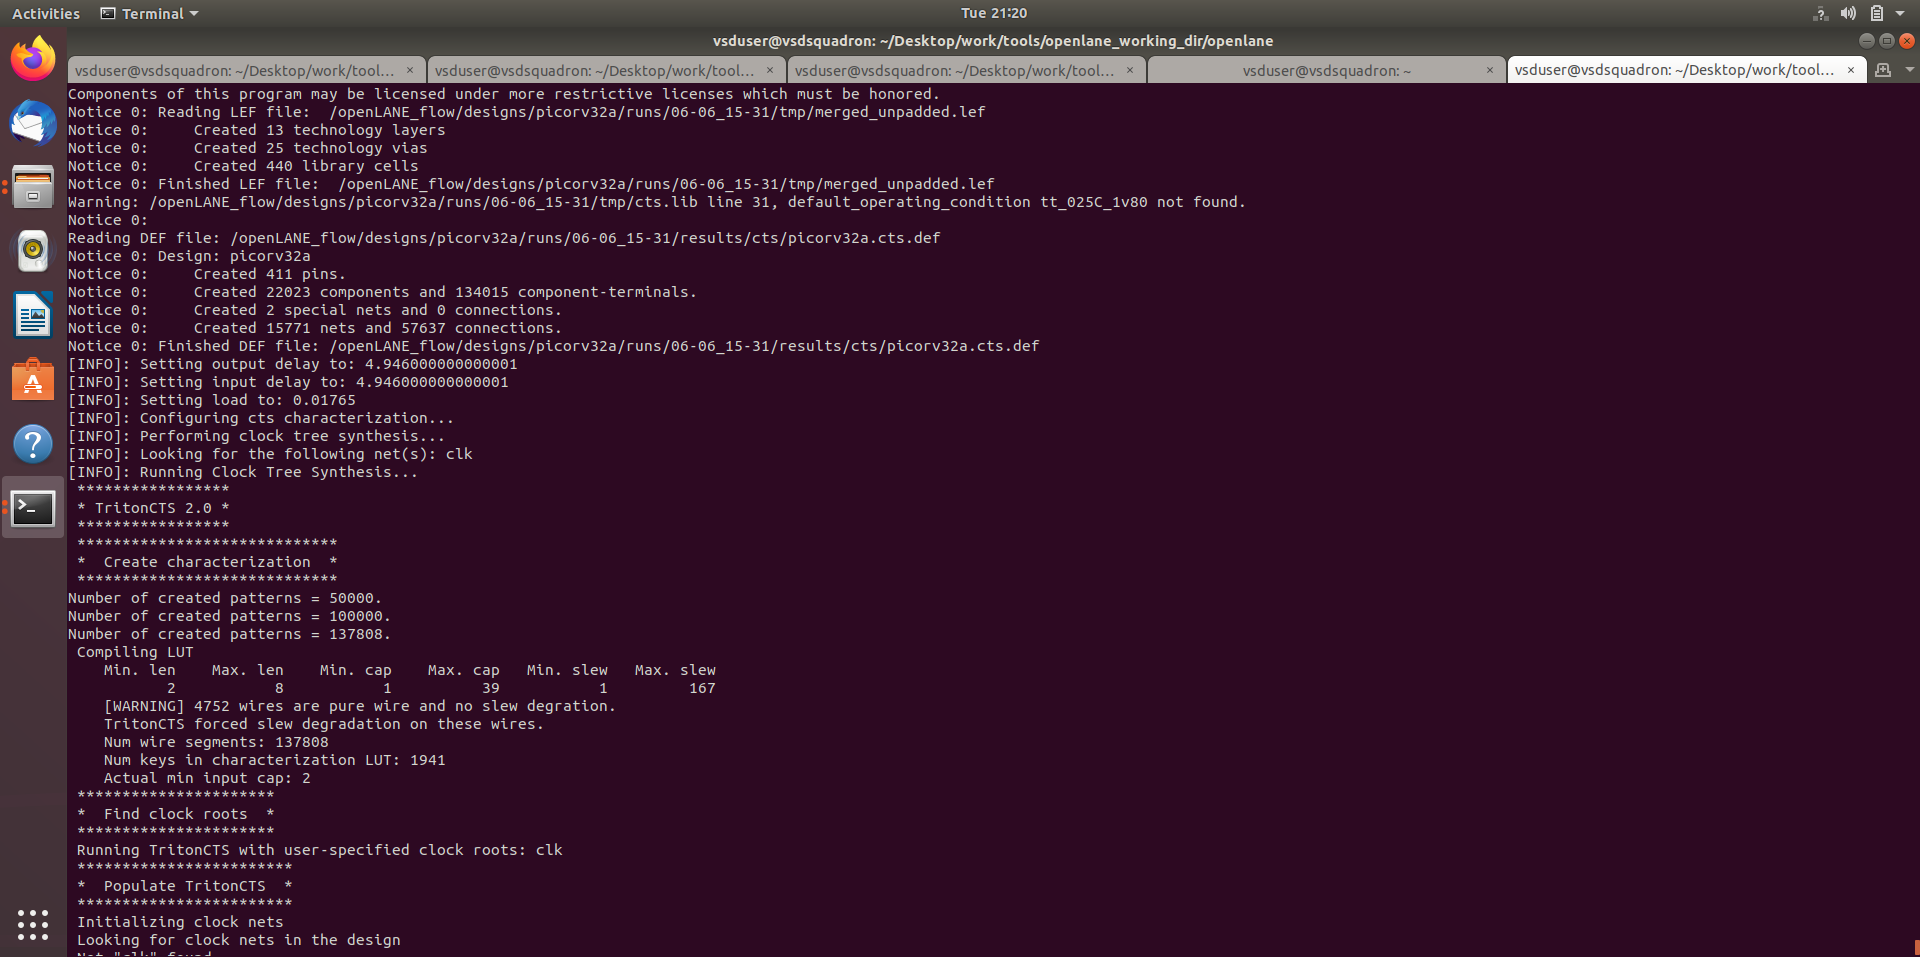 Activities Terminal Tue 21:20
vsduser@vsdsquadron: ~/Desktop/work/tools/openlane_working_dir/openlane
vsduser@vsdsquadron: ~/Desktop/work/tool... × vsduser@vsdsquadron: ~/Desktop/work/tool... × vsduser@vsdsquadron: ~/Desktop/work/tool... × vsduser@vsdsquadron: ~ × vsduser@vsdsquadron: ~/Desktop/work/tool... ×
Components of this program may be licensed under more restrictive licenses which must be honored.
Notice 0: Reading LEF file:  /openLANE_flow/designs/picorv32a/runs/06-06_15-31/tmp/merged_unpadded.lef
Notice 0:     Created 13 technology layers
Notice 0:     Created 25 technology vias
Notice 0:     Created 440 library cells
Notice 0: Finished LEF file:  /openLANE_flow/designs/picorv32a/runs/06-06_15-31/tmp/merged_unpadded.lef
Warning: /openLANE_flow/designs/picorv32a/runs/06-06_15-31/tmp/cts.lib line 31, default_operating_condition tt_025C_1v80 not found.
Notice 0:
Reading DEF file: /openLANE_flow/designs/picorv32a/runs/06-06_15-31/results/cts/picorv32a.cts.def
Notice 0: Design: picorv32a
Notice 0:     Created 411 pins.
Notice 0:     Created 22023 components and 134015 component-terminals.
Notice 0:     Created 2 special nets and 0 connections.
Notice 0:     Created 15771 nets and 57637 connections.
Notice 0: Finished DEF file: /openLANE_flow/designs/picorv32a/runs/06-06_15-31/results/cts/picorv32a.cts.def
[INFO]: Setting output delay to: 4.946000000000001
[INFO]: Setting input delay to: 4.946000000000001
[INFO]: Setting load to: 0.01765
[INFO]: Configuring cts characterization...
[INFO]: Performing clock tree synthesis...
[INFO]: Looking for the following net(s): clk
[INFO]: Running Clock Tree Synthesis...
 *****************
 * TritonCTS 2.0 *
 *****************
 *****************************
 *  Create characterization  *
 *****************************
Number of created patterns = 50000.
Number of created patterns = 100000.
Number of created patterns = 137808.
 Compiling LUT
    Min. len    Max. len    Min. cap    Max. cap   Min. slew   Max. slew
           2           8           1          39           1         167
    [WARNING] 4752 wires are pure wire and no slew degration.
    TritonCTS forced slew degradation on these wires.
    Num wire segments: 137808
    Num keys in characterization LUT: 1941
    Actual min input cap: 2
 **********************
 *  Find clock roots  *
 **********************
 Running TritonCTS with user-specified clock roots: clk
 ************************
 *  Populate TritonCTS  *
 ************************
 Initializing clock nets
 Looking for clock nets in the design
 Net "clk" found